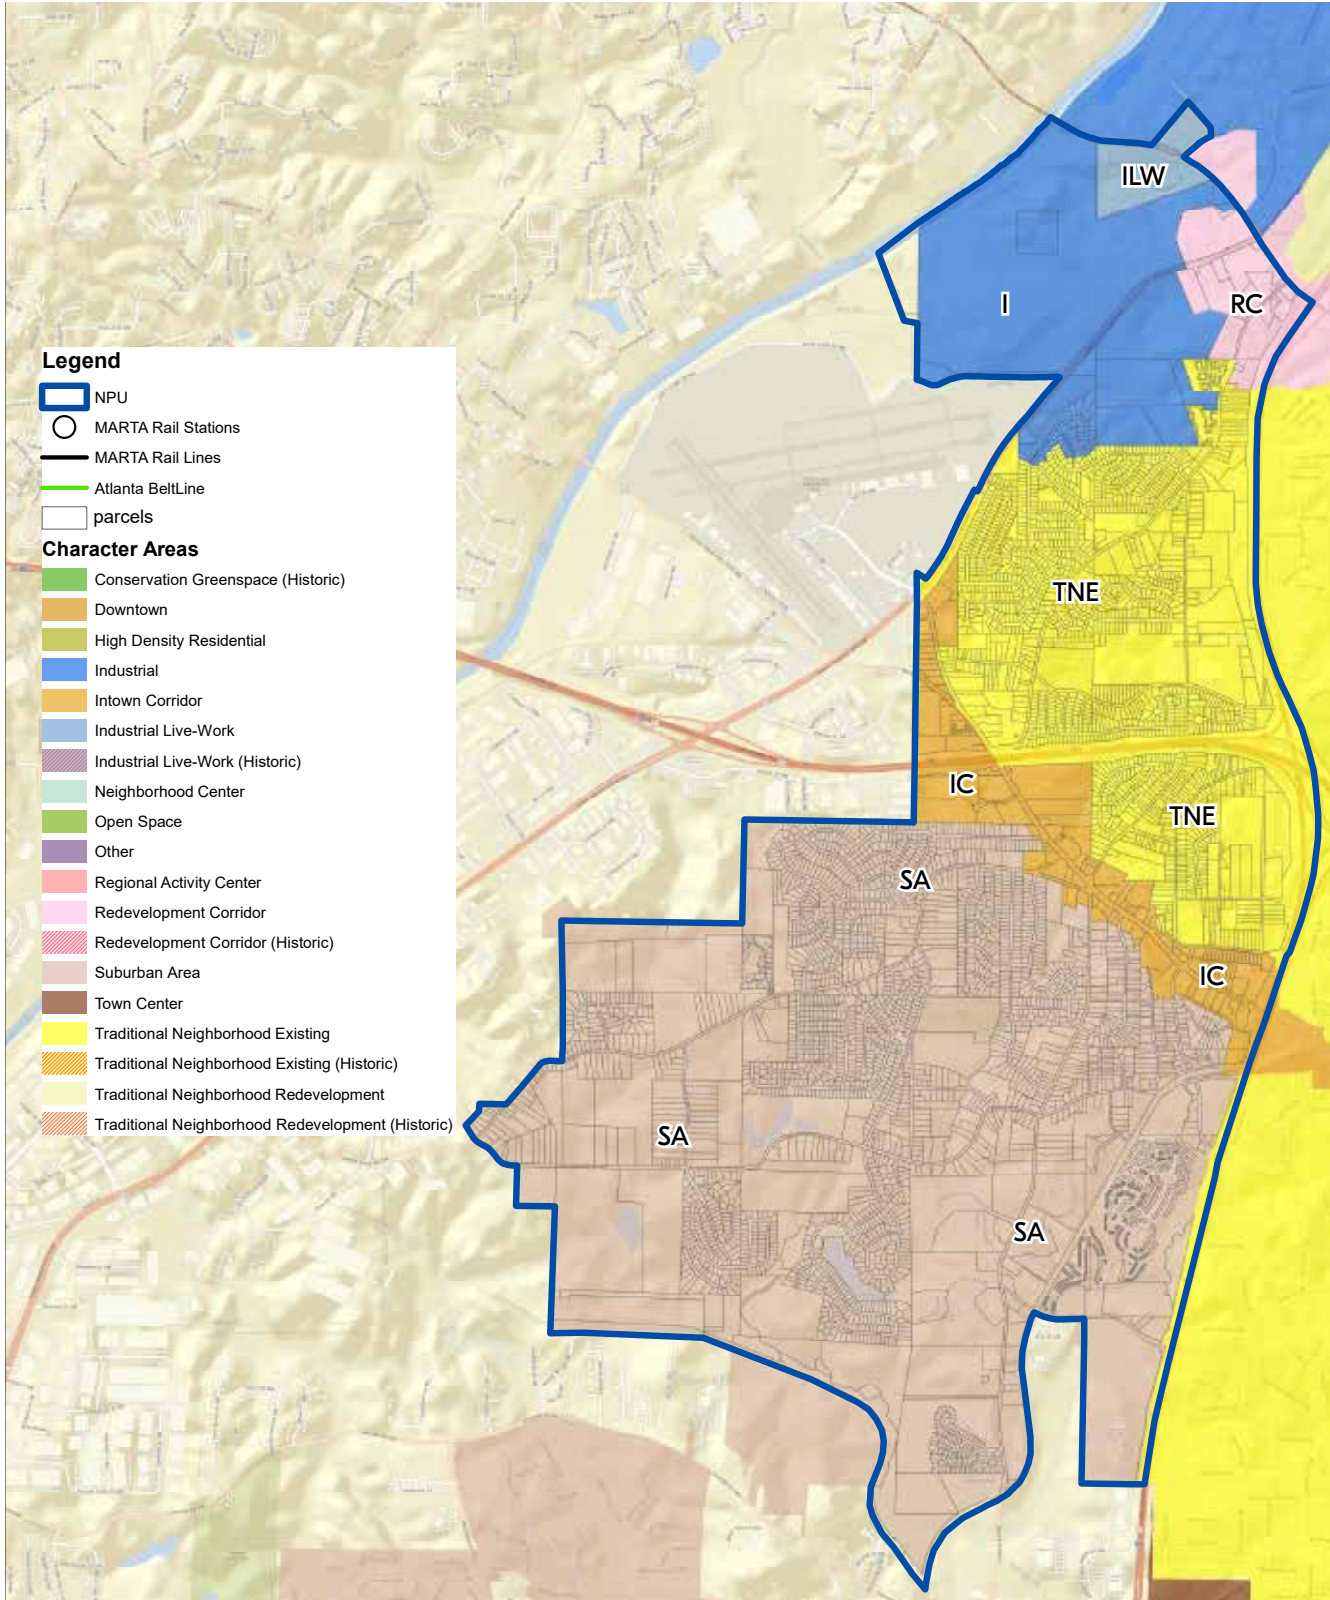 ILW
I
RC
Legend
NPU
MARTA Rail Stations
MARTA Rail Lines
Atlanta BeltLine
parcels
Character Areas
Conservation Greenspace (Historic)
Downtown
High Density Residential
Industrial
Intown Corridor
Industrial Live-Work
Industrial Live-Work (Historic)
Neighborhood Center
Open Space
Other
Regional Activity Center
Redevelopment Corridor
Redevelopment Corridor (Historic)
Suburban Area
Town Center
Traditional Neighborhood Existing
Traditional Neighborhood Existing (Historic)
Traditional Neighborhood Redevelopment
Traditional Neighborhood Redevelopment (Historic)
TNE
IC
TNE
SA
IC
SA
SA